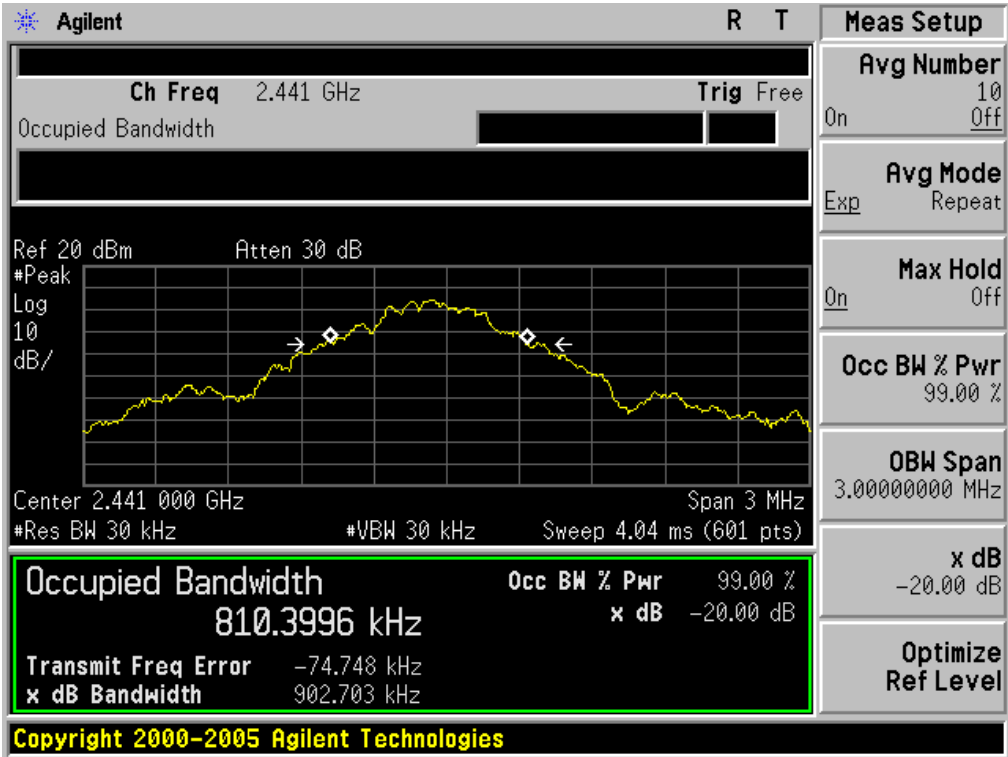 Agilent R T
Ch Freq 2.441 GHz Trig Free
Occupied Bandwidth
Ref 20 dBm Atten 30 dB
#Peak
Log
10
dB/
Center 2.441 000 GHz Span 3 MHz
#Res BW 30 kHz #VBW 30 kHz Sweep 4.04 ms (601 pts)
Occupied Bandwidth Occ BW % Pwr 99.00 %
810.3996 kHz x dB -20.00 dB
Transmit Freq Error -74.748 kHz
x dB Bandwidth 902.703 kHz
Copyright 2000-2005 Agilent Technologies
Meas Setup
Avg Number
10
On Off
Avg Mode
Exp Repeat
Max Hold
On Off
Occ BW % Pwr
99.00 %
OBW Span
3.00000000 MHz
x dB
-20.00 dB
Optimize
Ref Level